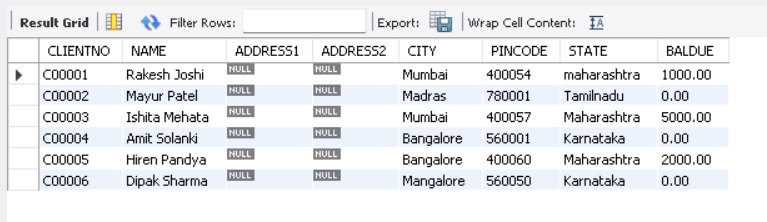 Result Grid Filter Rows: Export: Wrap Cell Content: IA
CLIENTNO NAME ADDRESS1 ADDRESS2 CITY PINCODE STATE BALDUE
C00001 Rakesh Joshi NULL NULL Mumbai 400054 maharashtra 1000.00
C00002 Mayur Patel NULL NULL Madras 780001 Tamilnadu 0.00
C00003 Ishita Mehata NULL NULL Mumbai 400057 Maharashtra 5000.00
C00004 Amit Solanki NULL NULL Bangalore 560001 Karnataka 0.00
C00005 Hiren Pandya NULL NULL Bangalore 400060 Maharashtra 2000.00
C00006 Dipak Sharma NULL NULL Mangalore 560050 Karnataka 0.00